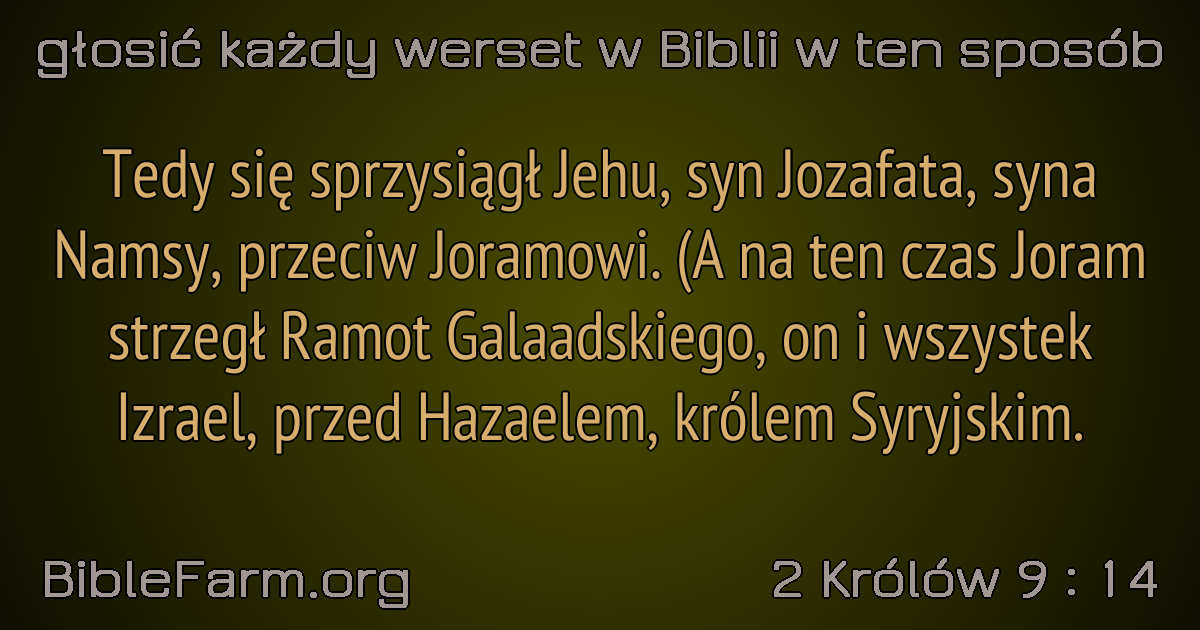 głosić każdy werset w Biblii w ten sposób
Tedy się sprzysiągł Jehu, syn Jozafata, syna
Namsy, przeciw Joramowi. (A na ten czas Joram
strzegł Ramot Galaadskiego, on i wszystek
Izrael, przed Hazaelem, królem Syryjskim.
BibleFarm.org
2 Królów 9 : 14